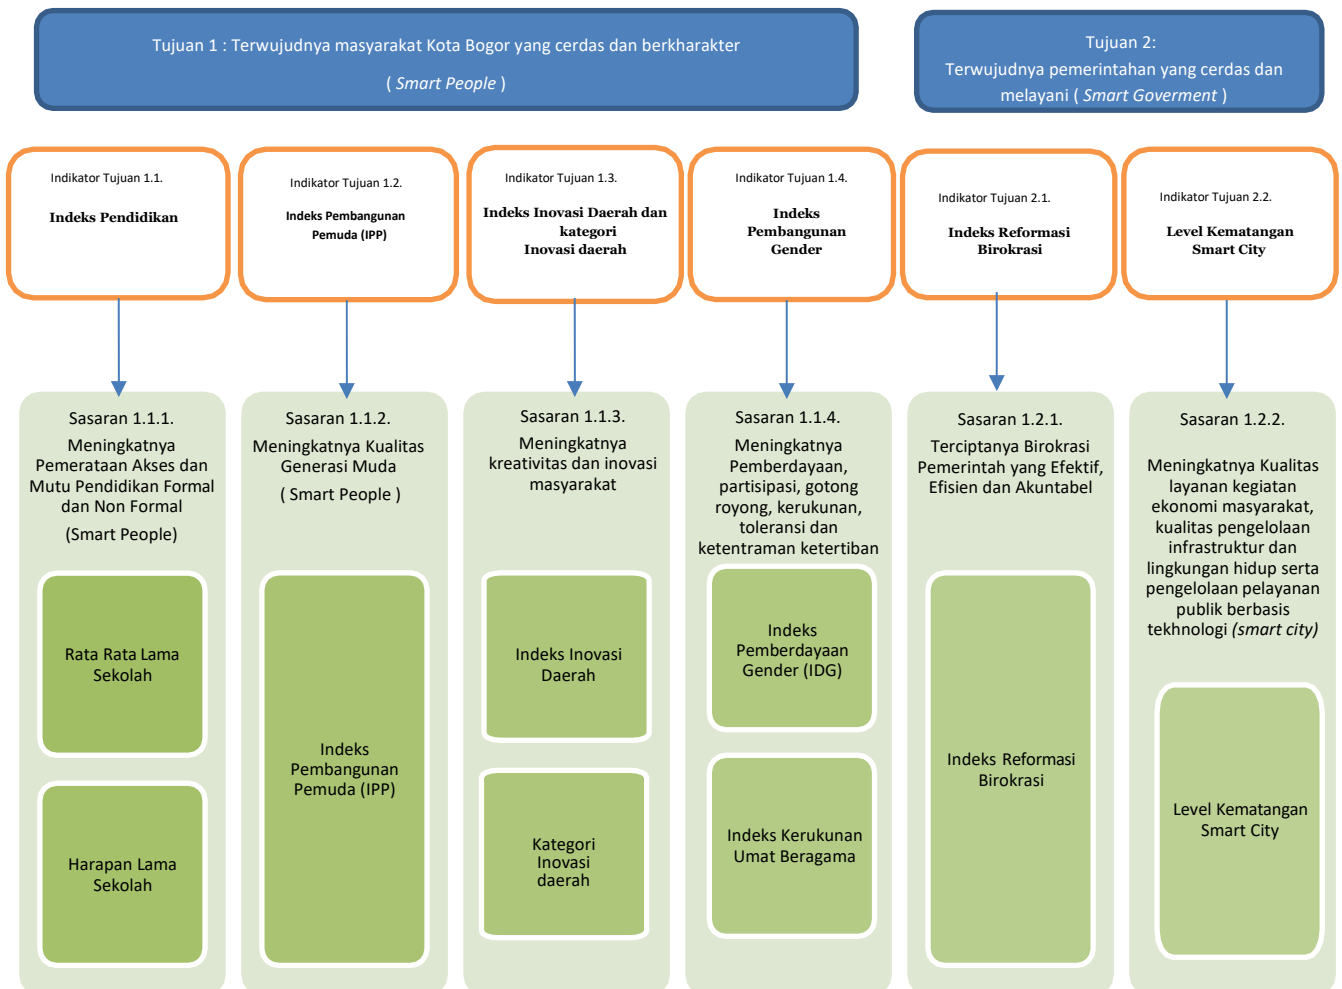 Tujuan 1 : Terwujudnya masyarakat Kota Bogor yang cerdas dan berkharakter
( Smart People )
Tujuan 2:
Terwujudnya pemerintahan yang cerdas dan
melayani ( Smart Goverment )
Indikator Tujuan 1.1.
Indeks Pendidikan
Indikator Tujuan 1.2.
Indeks Pembangunan
Pemuda (IPP)
Indikator Tujuan 1.3.
Indeks Inovasi Daerah dan
kategori
Inovasi daerah
Indikator Tujuan 1.4.
Indeks
Pembangunan
Gender
Indikator Tujuan 2.1.
Indeks Reformasi
Birokrasi
Indikator Tujuan 2.2.
Level Kematangan
Smart City
Sasaran 1.1.1.
Meningkatnya
Pemerataan Akses dan
Mutu Pendidikan Formal
dan Non Formal
(Smart People)
Rata Rata Lama
Sekolah
Harapan Lama
Sekolah
Sasaran 1.1.2.
Meningkatnya Kualitas
Generasi Muda
( Smart People )
Indeks
Pembangunan
Pemuda (IPP)
Sasaran 1.1.3.
Meningkatnya
kreativitas dan inovasi
masyarakat
Indeks Inovasi
Daerah
Kategori
Inovasi
daerah
Sasaran 1.1.4.
Meningkatnya
Pemberdayaan,
partisipasi, gotong
royong, kerukunan,
toleransi dan
ketentraman ketertiban
Indeks
Pemberdayaan
Gender (IDG)
Indeks Kerukunan
Umat Beragama
Sasaran 1.2.1.
Terciptanya Birokrasi
Pemerintah yang Efektif,
Efisien dan Akuntabel
Indeks Reformasi
Birokrasi
Sasaran 1.2.2.
Meningkatnya Kualitas
layanan kegiatan
ekonomi masyarakat,
kualitas pengelolaan
infrastruktur dan
lingkungan hidup serta
pengelolaan pelayanan
publik berbasis
tekhnologi (smart city)
Level Kematangan
Smart City